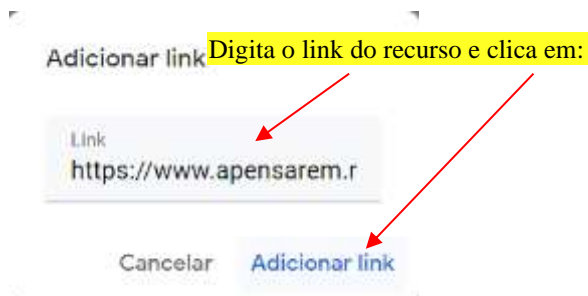 Adicionar link
Digita o link do recurso e clica em:
Link
https://www.apensarem.r
Cancelar Adicionar link